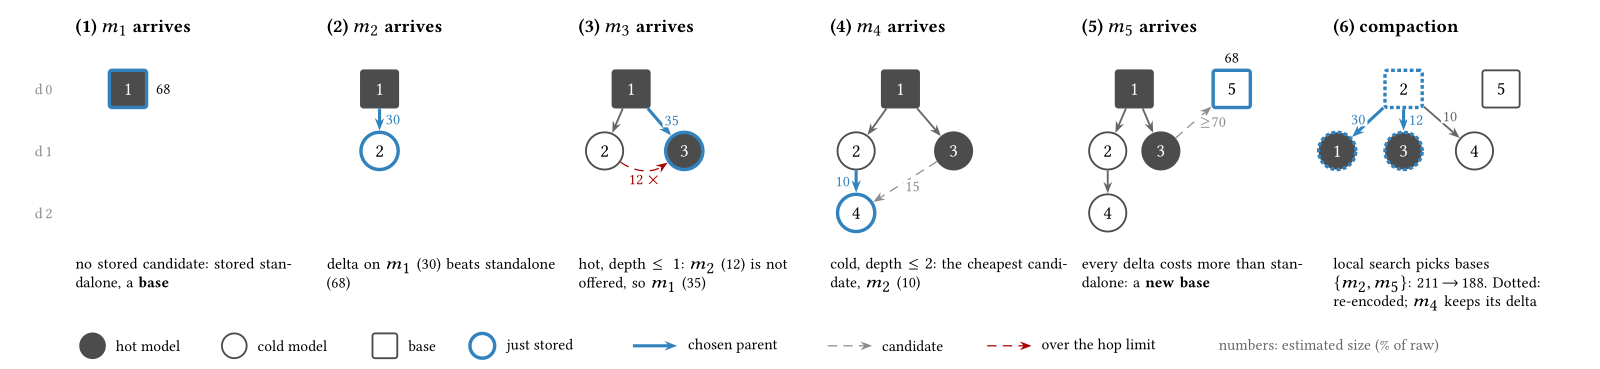 (1) m1 arrives
(2) m2 arrives
(3) m3 arrives
(4) m4 arrives
(5) m5 arrives
(6) compaction
d 0
d 1
d 2
1
68
1
30
2
1
35
2
3
12 ×
1
2
3
10
15
4
68
1
5
2
3
≥70
4
2
5
30
12
10
1
3
4
no stored candidate: stored stan-
dalone, a base
delta on m1 (30) beats standalone
(68)
hot, depth ≤ 1: m2 (12) is not
offered, so m1 (35)
cold, depth ≤ 2: the cheapest candi-
date, m2 (10)
every delta costs more than stan-
dalone: a new base
local search picks bases
{m2, m5}: 211→188. Dotted:
re-encoded; m4 keeps its delta
hot model
cold model
base
just stored
chosen parent
candidate
over the hop limit
numbers: estimated size (% of raw)